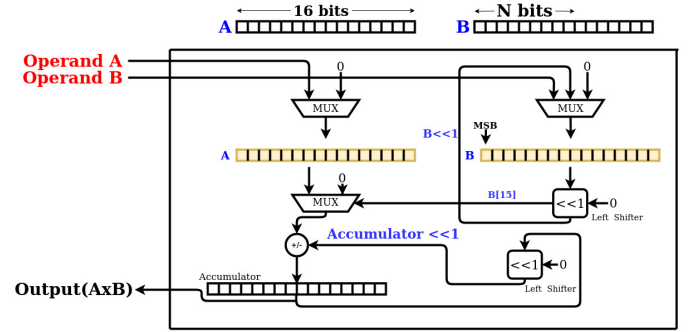 16 bits
N bits
A
B
Operand A
Operand B
0
0
MUX
MUX
B<<1
MSB
A
B
0
MUX
B[15]
<<1
0
Left Shifter
Accumulator <<1
+/-
<<1
0
Accumulator
Left Shifter
Output(AxB)